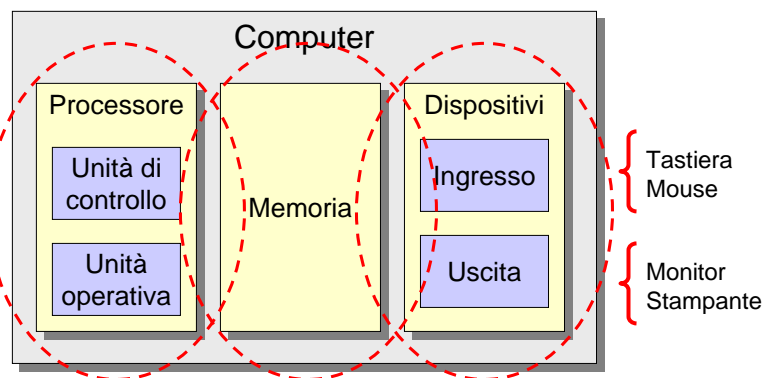 Computer
Processore
Unità di
controllo
Unità
operativa
Memoria
Dispositivi
Ingresso
Uscita
Tastiera
Mouse
Monitor
Stampante